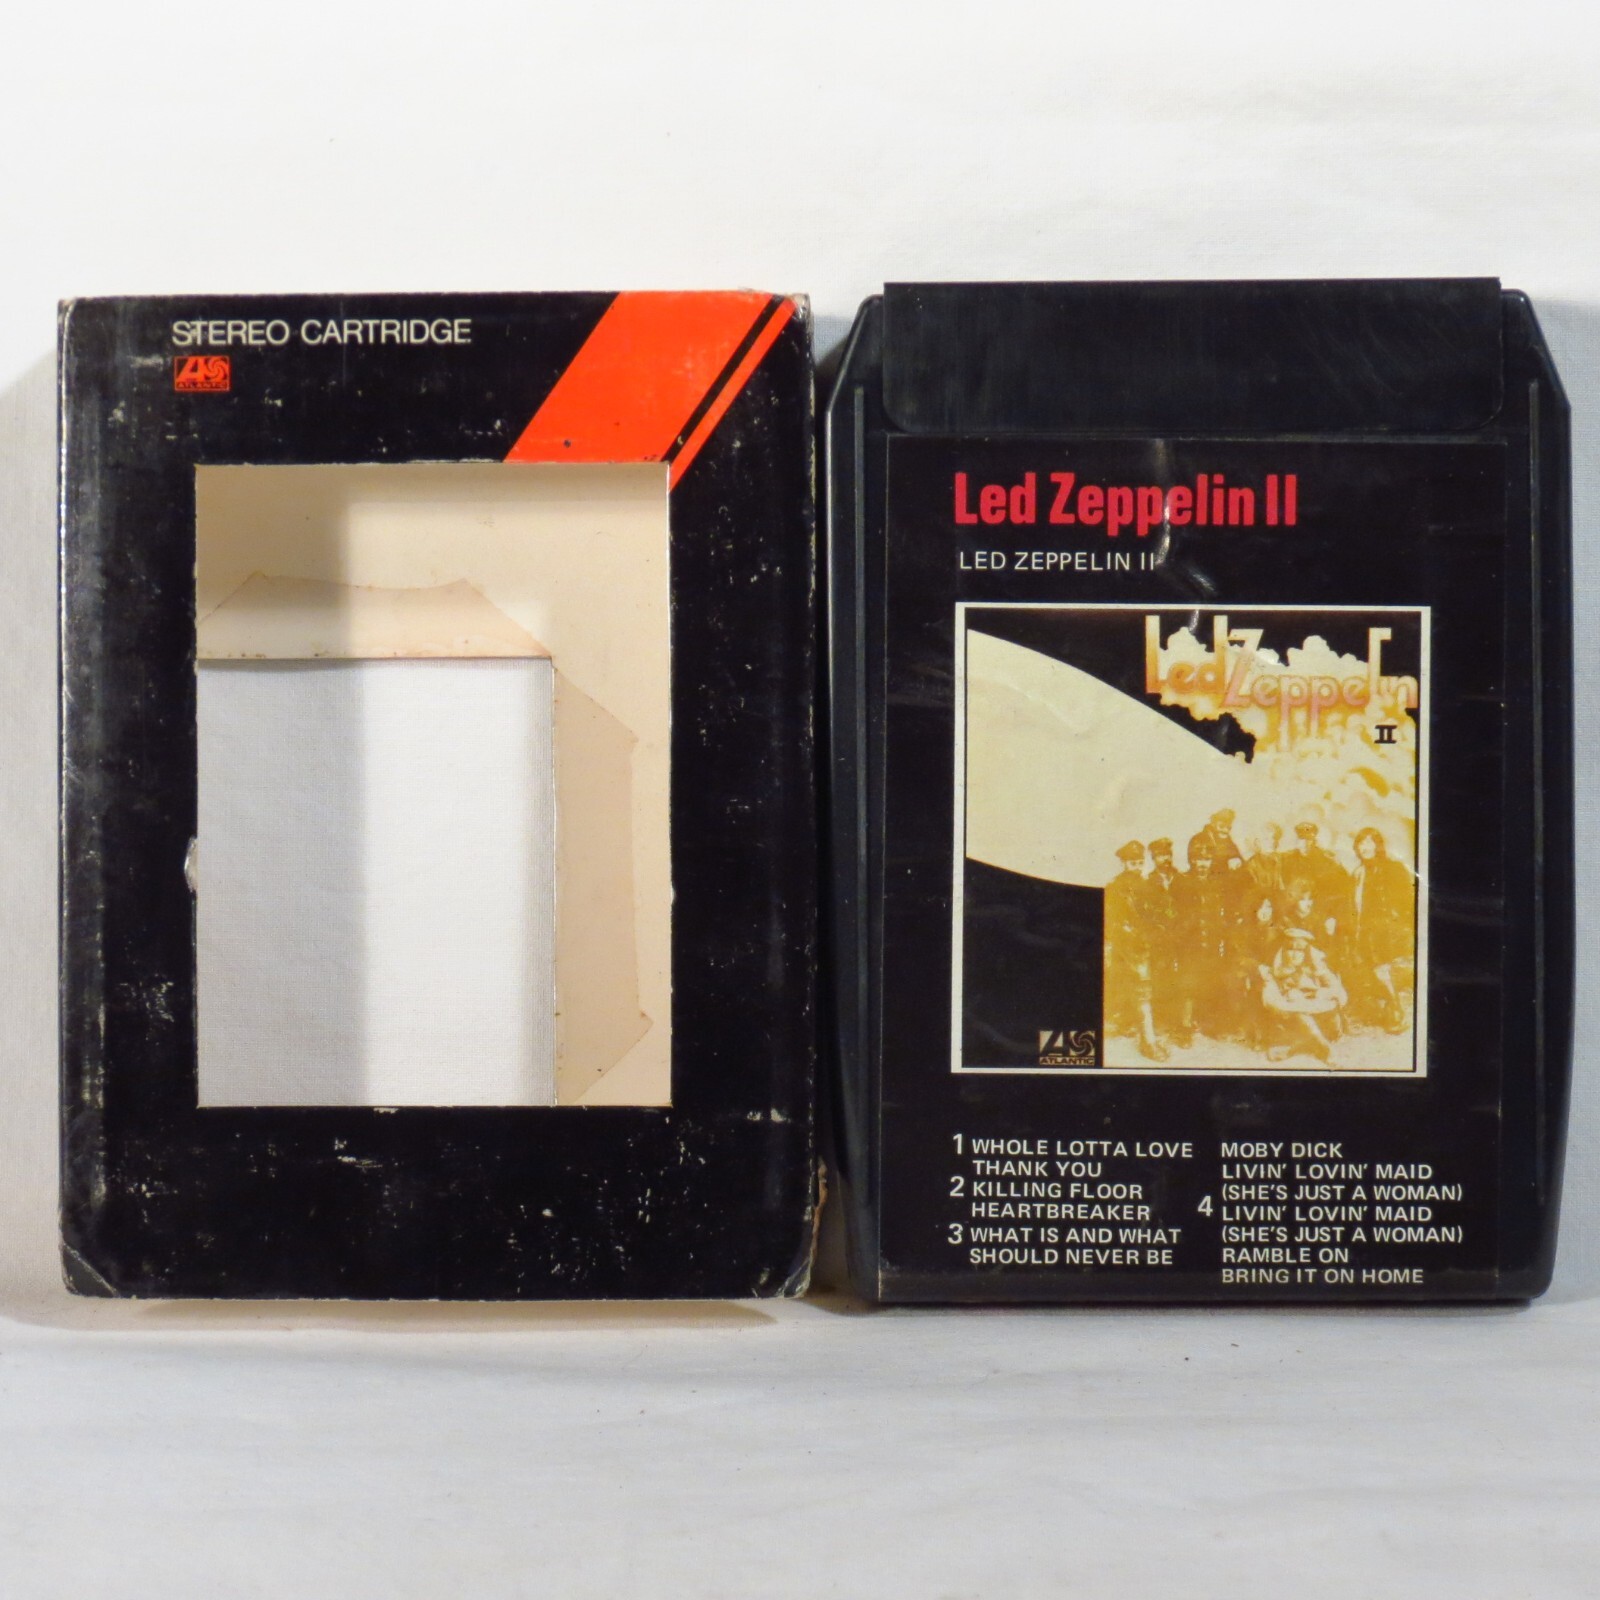 STEREO CARTRIDGE
ATLANTIC
Led Zeppelin II
LED ZEPPELIN II
Led Zeppelin
II
ATLANTIC
1 WHOLE LOTTA LOVE
THANK YOU
2 KILLING FLOOR
HEARTBREAKER
3 WHAT IS AND WHAT
SHOULD NEVER BE
MOBY DICK
LIVIN' LOVIN' MAID
(SHE'S JUST A WOMAN)
4 LIVIN' LOVIN' MAID
(SHE'S JUST A WOMAN)
RAMBLE ON
BRING IT ON HOME